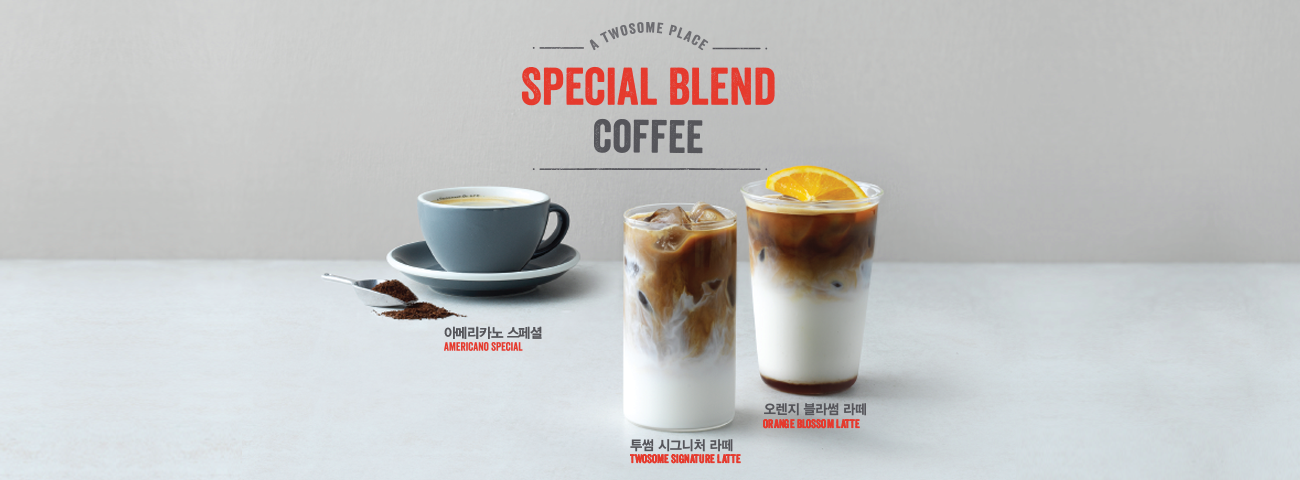 A TWOSOME PLACE
SPECIAL BLEND
COFFEE
아메리카노 스페셜
AMERICANO SPECIAL
투썸 시그니처 라떼
TWOSOME SIGNATURE LATTE
오렌지 블라썸 라떼
ORANGE BLOSSOM LATTE